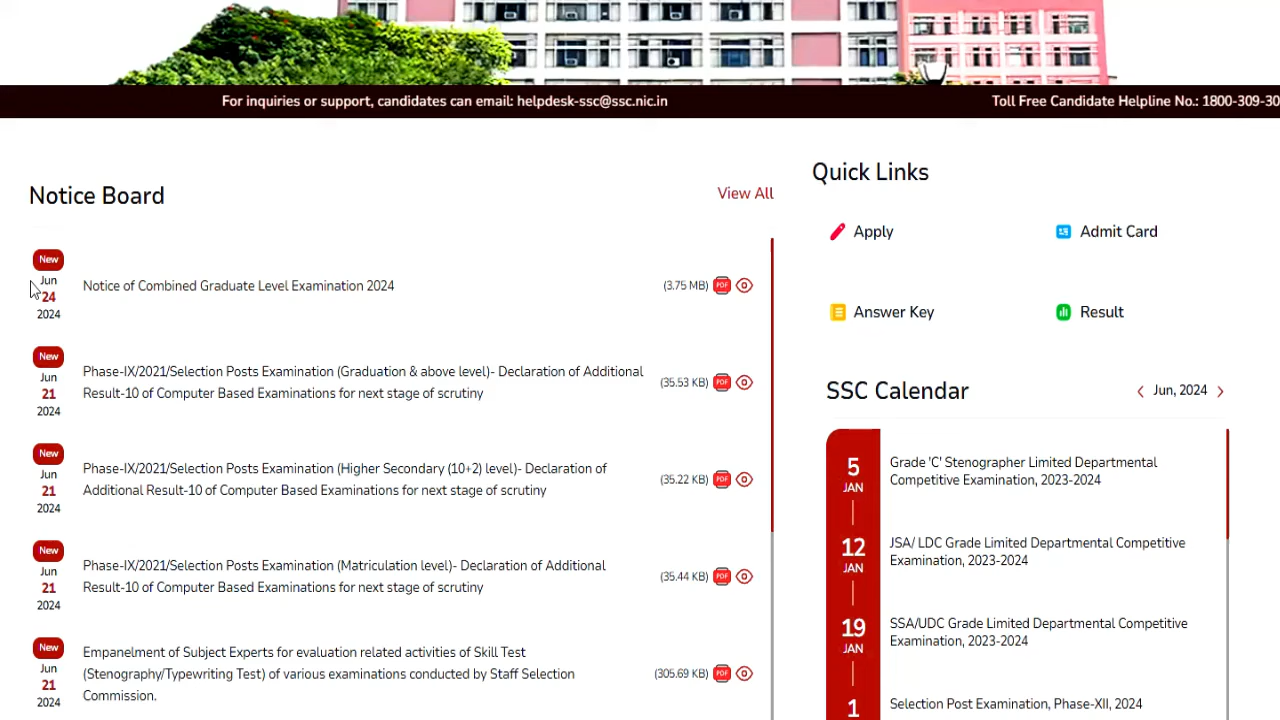 For inquiries or support, candidates can email: helpdesk-ssc@ssc.nic.in
Toll Free Candidate Helpline No.: 1800-309-30
Notice Board
View All
New
Jun
24
2024
Notice of Combined Graduate Level Examination 2024
(3.75 MB)
PDF
New
Jun
21
2024
Phase-IX/2021/Selection Posts Examination (Graduation & above level)- Declaration of Additional
Result-10 of Computer Based Examinations for next stage of scrutiny
(35.53 KB)
PDF
New
Jun
21
2024
Phase-IX/2021/Selection Posts Examination (Higher Secondary (10+2) level)- Declaration of
Additional Result-10 of Computer Based Examinations for next stage of scrutiny
(35.22 KB)
PDF
New
Jun
21
2024
Phase-IX/2021/Selection Posts Examination (Matriculation level)- Declaration of Additional
Result-10 of Computer Based Examinations for next stage of scrutiny
(35.44 KB)
PDF
New
Jun
21
2024
Empanelment of Subject Experts for evaluation related activities of Skill Test
(Stenography/Typewriting Test) of various examinations conducted by Staff Selection
Commission.
(305.69 KB)
PDF
Quick Links
Apply
Admit Card
Answer Key
Result
SSC Calendar
Jun, 2024
5
JAN
Grade 'C' Stenographer Limited Departmental
Competitive Examination, 2023-2024
12
JAN
JSA/ LDC Grade Limited Departmental Competitive
Examination, 2023-2024
19
JAN
SSA/UDC Grade Limited Departmental Competitive
Examination, 2023-2024
1
Selection Post Examination, Phase-XII, 2024